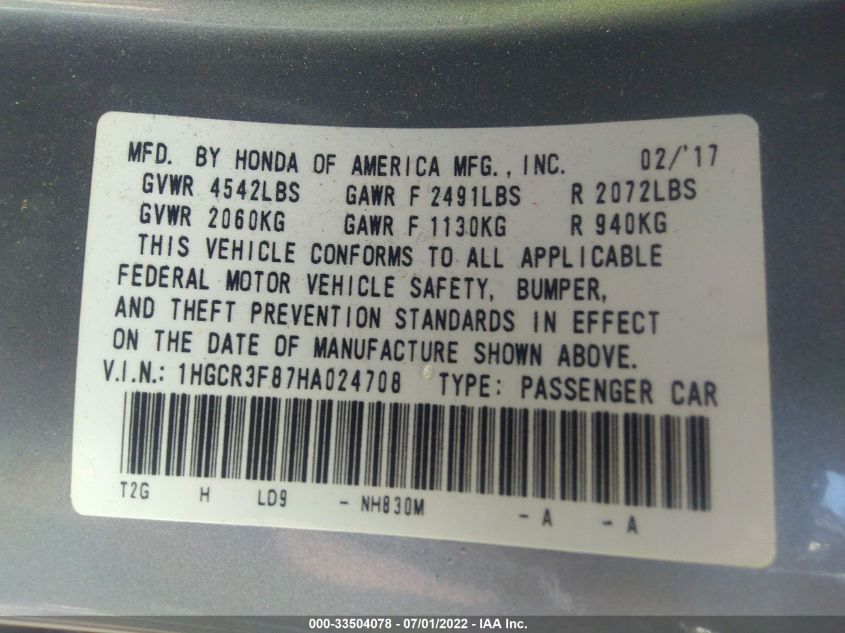 MFD. BY HONDA OF AMERICA MFG., INC. 02/'17
GVWR 4542LBS GAWR F 2491LBS R 2072LBS
GVWR 2060KG GAWR F 1130KG R 940KG
THIS VEHICLE CONFORMS TO ALL APPLICABLE
FEDERAL MOTOR VEHICLE SAFETY, BUMPER,
AND THEFT PREVENTION STANDARDS IN EFFECT
ON THE DATE OF MANUFACTURE SHOWN ABOVE.
V.I.N.: 1HGCR3F87HA024708 TYPE: PASSENGER CAR
T2G H LD9 - NH830M - A - A
000-33504078 - 07/01/2022 - IAA Inc.